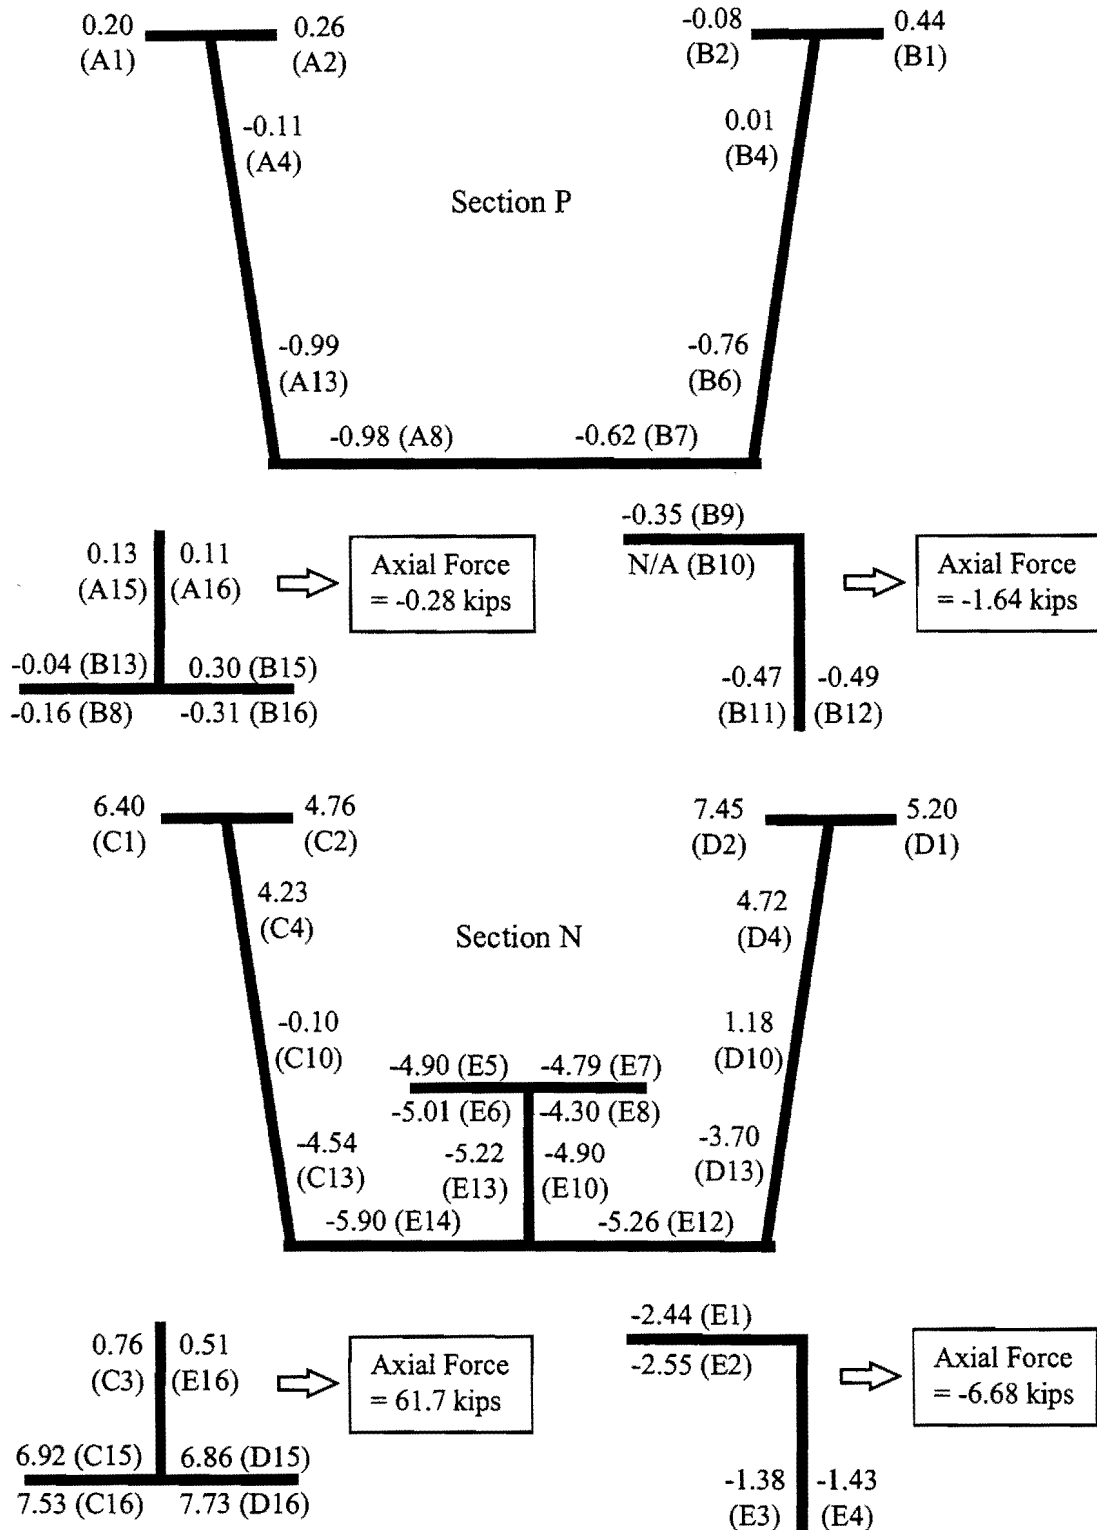 0.20 0.26 -0.08 0.44
(A1) (A2) (B2) (B1)
-0.11 0.01
(A4) (B4)
Section P
-0.99 -0.76
(A13) (B6)
-0.98 (A8) -0.62 (B7)
-0.35 (B9)
0.13 0.11 Axial Force N/A (B10) Axial Force
(A15) (A16) = -0.28 kips = -1.64 kips
-0.04 (B13) 0.30 (B15) -0.47 -0.49
-0.16 (B8) -0.31 (B16) (B11) (B12)
6.40 4.76 7.45 5.20
(C1) (C2) (D2) (D1)
4.23 4.72
(C4) Section N (D4)
-0.10 1.18
(C10) (D10)
-4.90 (E5) -4.79 (E7)
-5.01 (E6) -4.30 (E8)
-4.54 -5.22 -4.90 -3.70
(C13) (E13) (E10) (D13)
-5.90 (E14) -5.26 (E12)
-2.44 (E1)
0.76 0.51 Axial Force -2.55 (E2) Axial Force
(C3) (E16) = 61.7 kips = -6.68 kips
6.92 (C15) 6.86 (D15) -1.38 -1.43
7.53 (C16) 7.73 (D16) (E3) (E4)